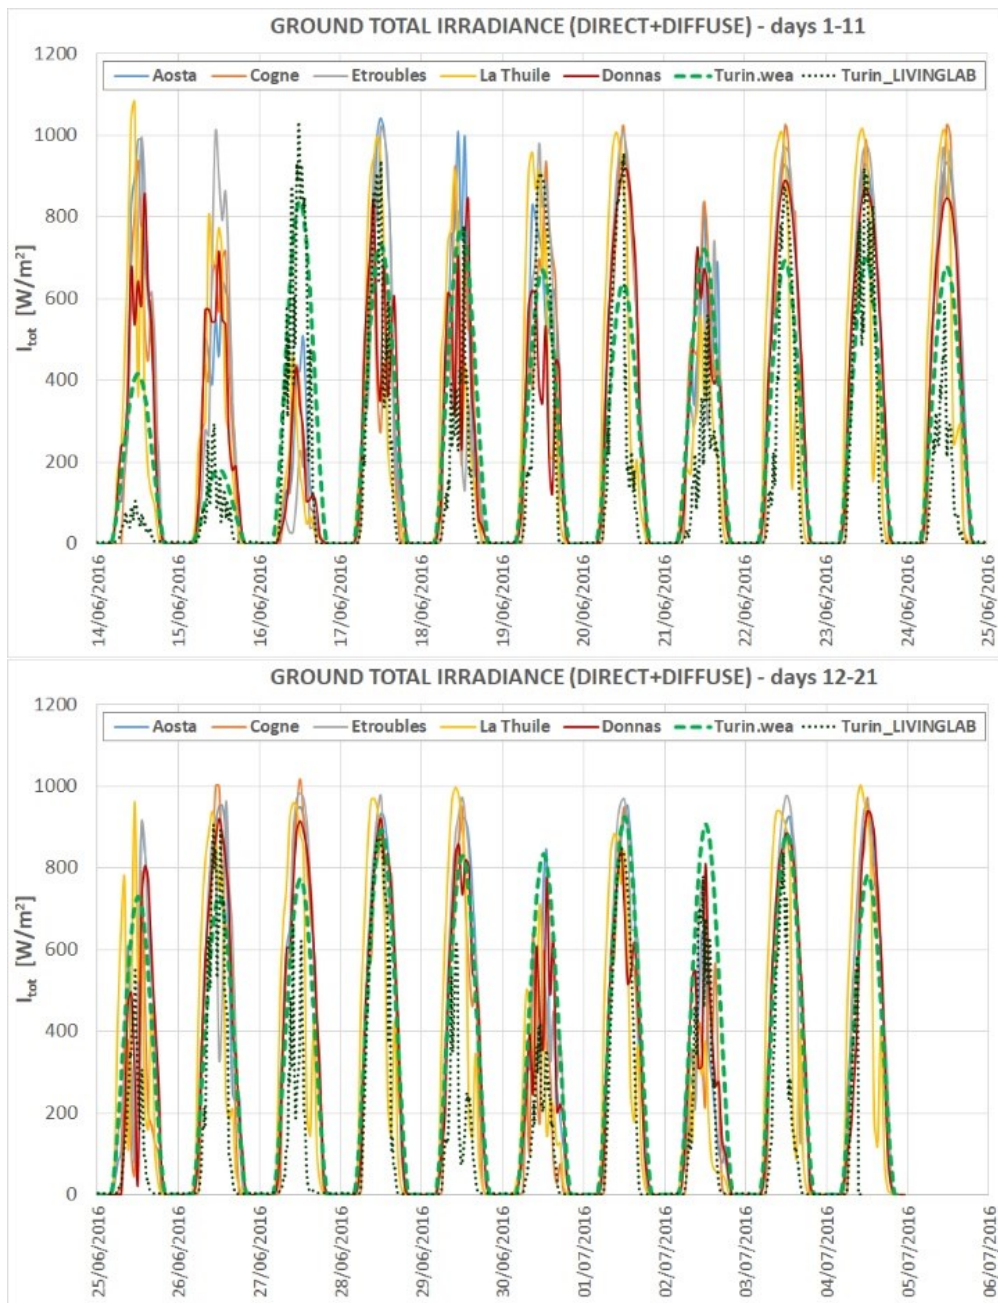 GROUND TOTAL IRRADIANCE (DIRECT+DIFFUSE) - days 1-11
1200
Aosta Cogne Etroubles La Thuile Donnas Turin.wea Turin_LIVINGLAB
1000
800
600
400
200
0
I_tot [W/m²]
14/06/2016 15/06/2016 16/06/2016 17/06/2016 18/06/2016 19/06/2016 20/06/2016 21/06/2016 22/06/2016 23/06/2016 24/06/2016 25/06/2016
GROUND TOTAL IRRADIANCE (DIRECT+DIFFUSE) - days 12-21
1200
Aosta Cogne Etroubles La Thuile Donnas Turin.wea Turin_LIVINGLAB
1000
800
600
400
200
0
I_tot [W/m²]
25/06/2016 26/06/2016 27/06/2016 28/06/2016 29/06/2016 30/06/2016 01/07/2016 02/07/2016 03/07/2016 04/07/2016 05/07/2016 06/07/2016